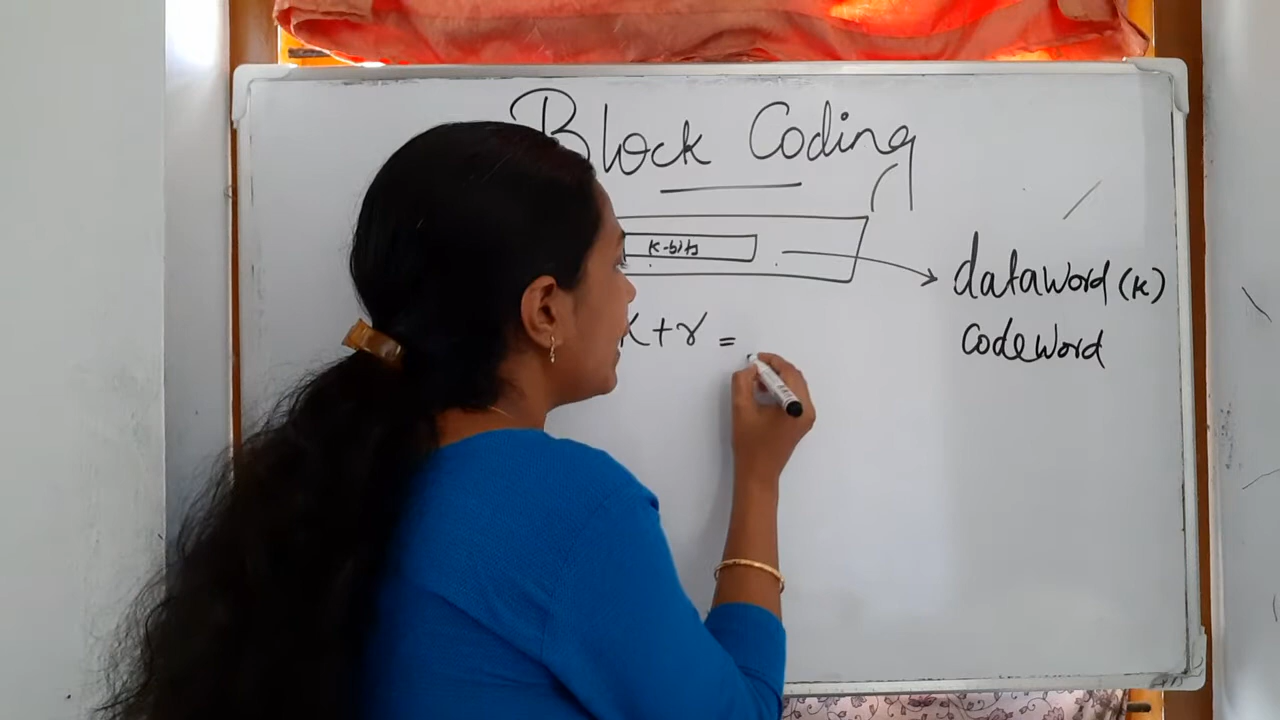 Block Coding
k-bits
dataword (k)
K+r =
codeword